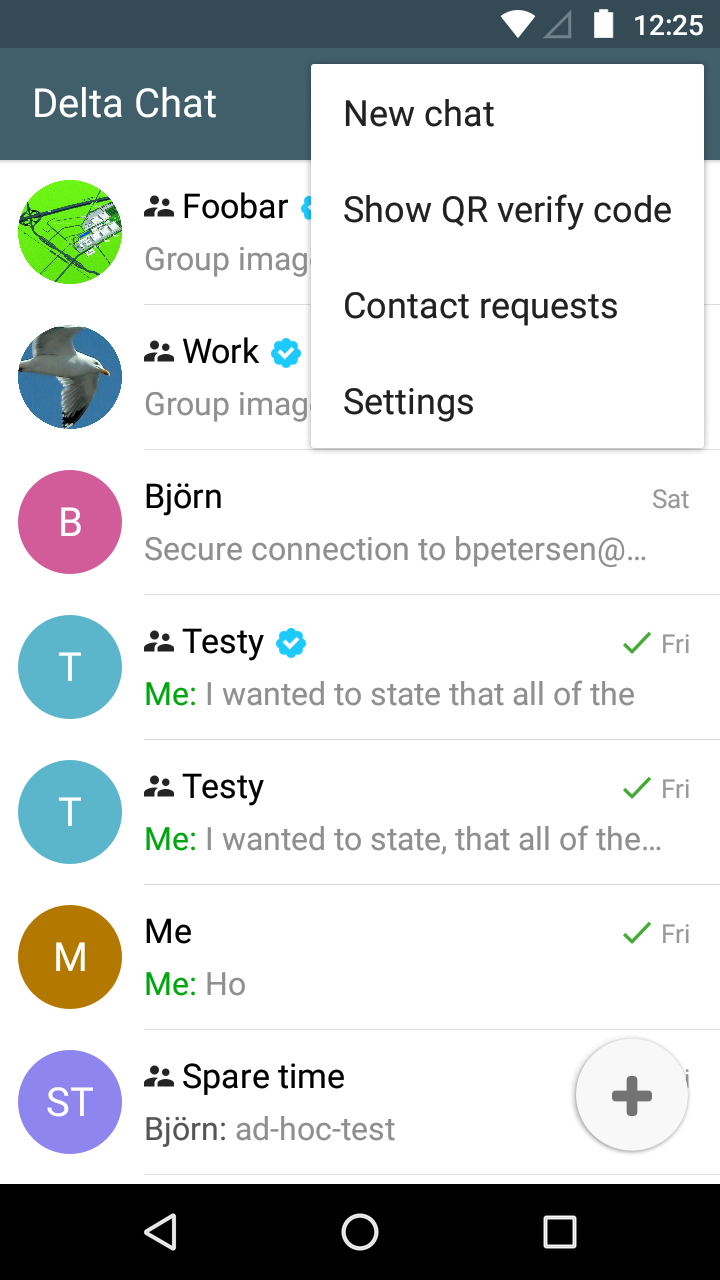 12:25
Delta Chat
New chat
Show QR verify code
Contact requests
Settings
Foobar
Group imag
Work
Group imag
B
Björn
Sat
Secure connection to bpetersen@…
T
Testy
Fri
Me: I wanted to state that all of the
T
Testy
Fri
Me: I wanted to state, that all of the…
M
Me
Fri
Me: Ho
ST
Spare time
Björn: ad-hoc-test